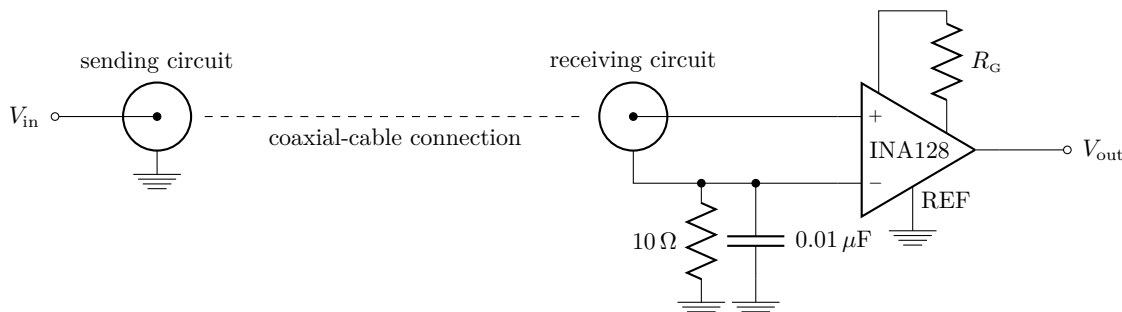 sending circuit
receiving circuit
R_G
V_in
coaxial-cable connection
+
INA128
V_out
−
REF
10 Ω
0.01 μF